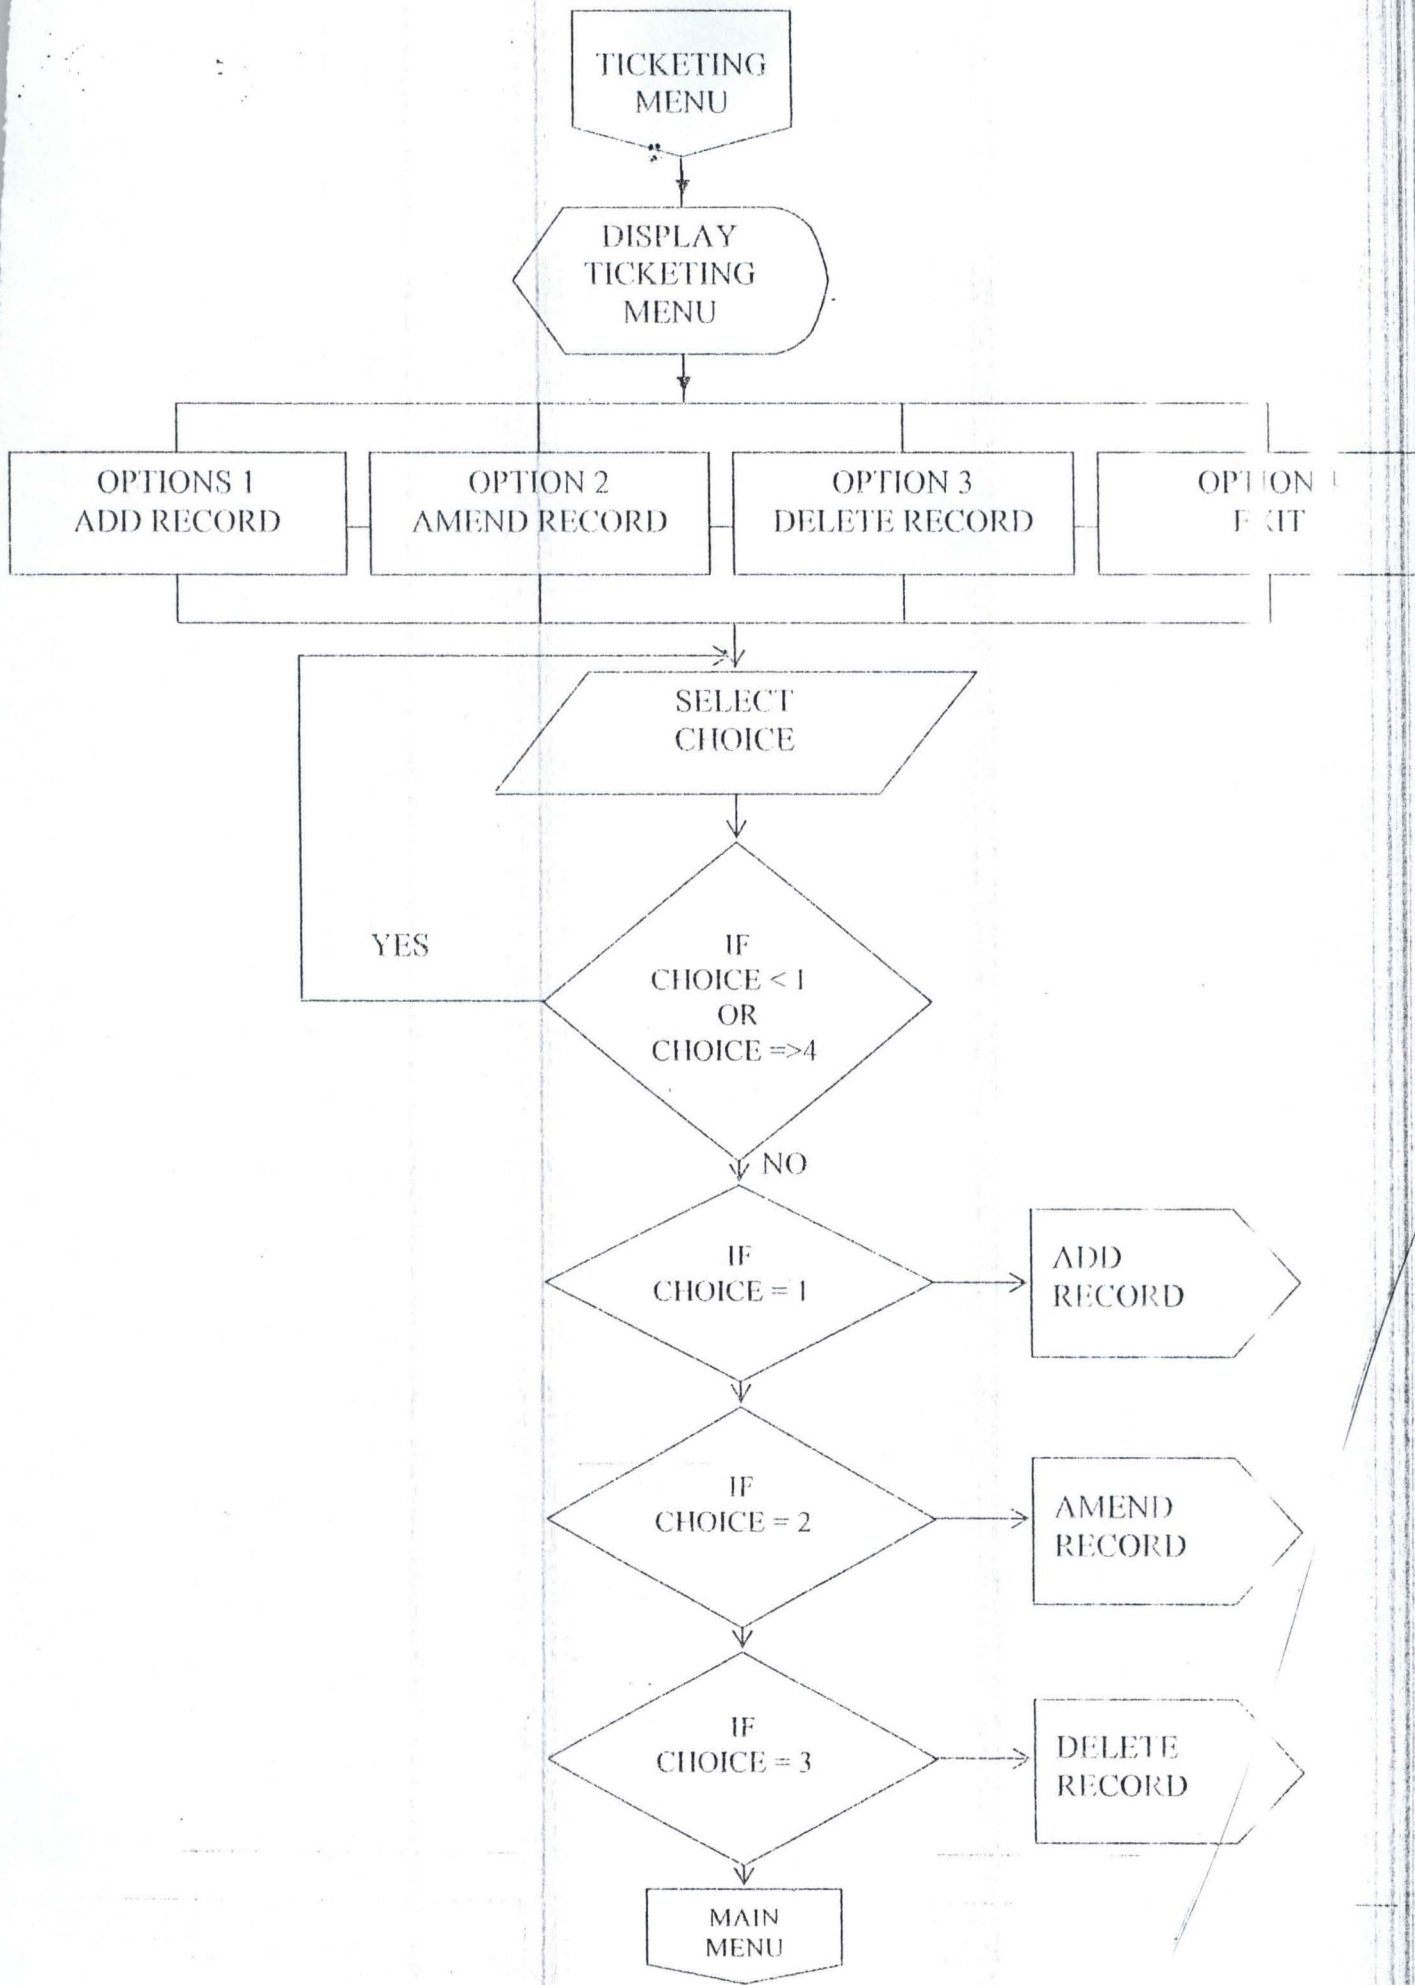 TICKETING
MENU
DISPLAY
TICKETING
MENU
OPTIONS 1
ADD RECORD
OPTION 2
AMEND RECORD
OPTION 3
DELETE RECORD
OPTION
EXIT
SELECT
CHOICE
YES
IF
CHOICE < 1
OR
CHOICE =>4
NO
IF
CHOICE = 1
ADD
RECORD
IF
CHOICE = 2
AMEND
RECORD
IF
CHOICE = 3
DELETE
RECORD
MAIN
MENU